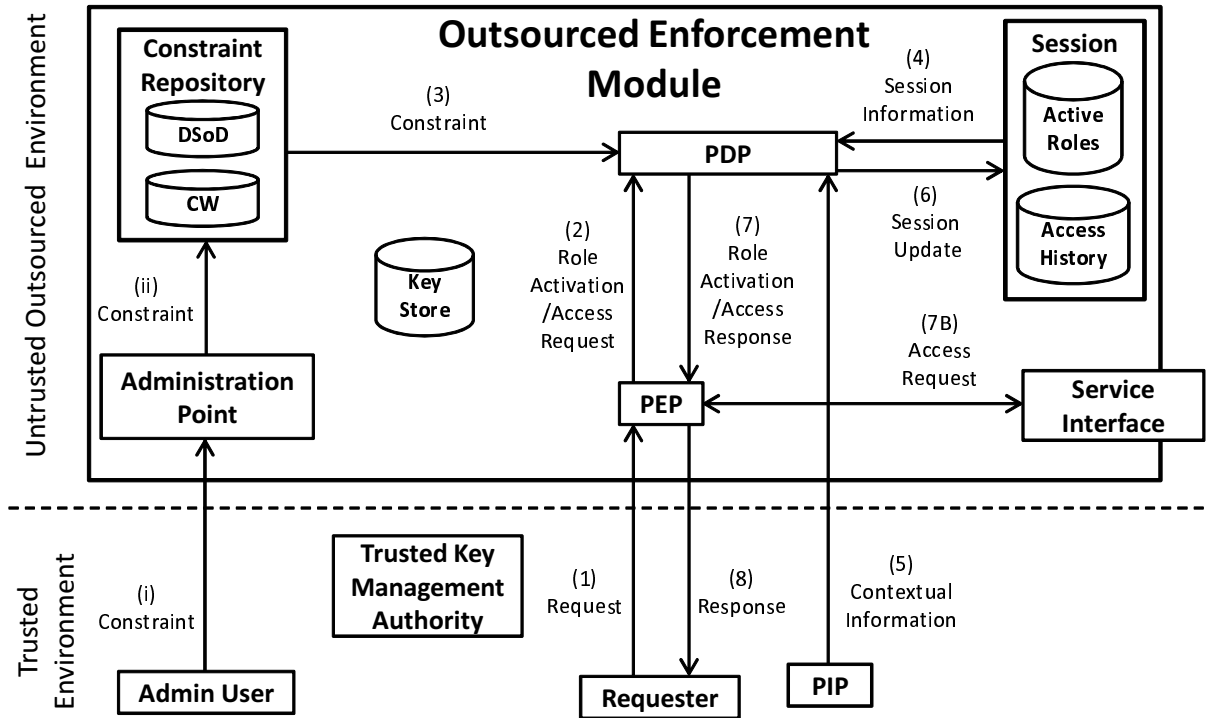 Untrusted Outsourced Environment
Outsourced Enforcement
Module
Constraint
Repository
DSoD
CW
(3)
Constraint
PDP
(4)
Session
Information
Session
Active
Roles
Access
History
(6)
Session
Update
(ii)
Constraint
Key
Store
(2)
Role
Activation
/Access
Request
(7)
Role
Activation
/Access
Response
(7B)
Access
Request
Administration
Point
PEP
Service
Interface
Trusted
Environment
(i)
Constraint
Trusted Key
Management
Authority
(1)
Request
(8)
Response
(5)
Contextual
Information
Admin User
Requester
PIP